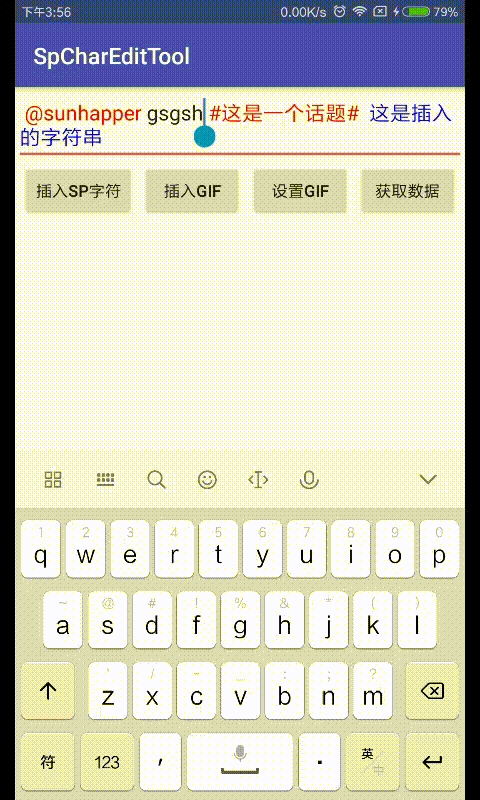 下午3:56 0.00K/s 79%
SpCharEditTool
@sunhapper gsgsh #这是一个话题# 这是插入
的字符串
插入SP字符 插入GIF 设置GIF 获取数据
1 2 3 4 5 6 7 8 9 0
q w e r t y u i o p
~ @ # ! % & * ( )
a s d f g h j k l
' / - _ : ; ?
z x c v b n m
符 123 , . 英/中